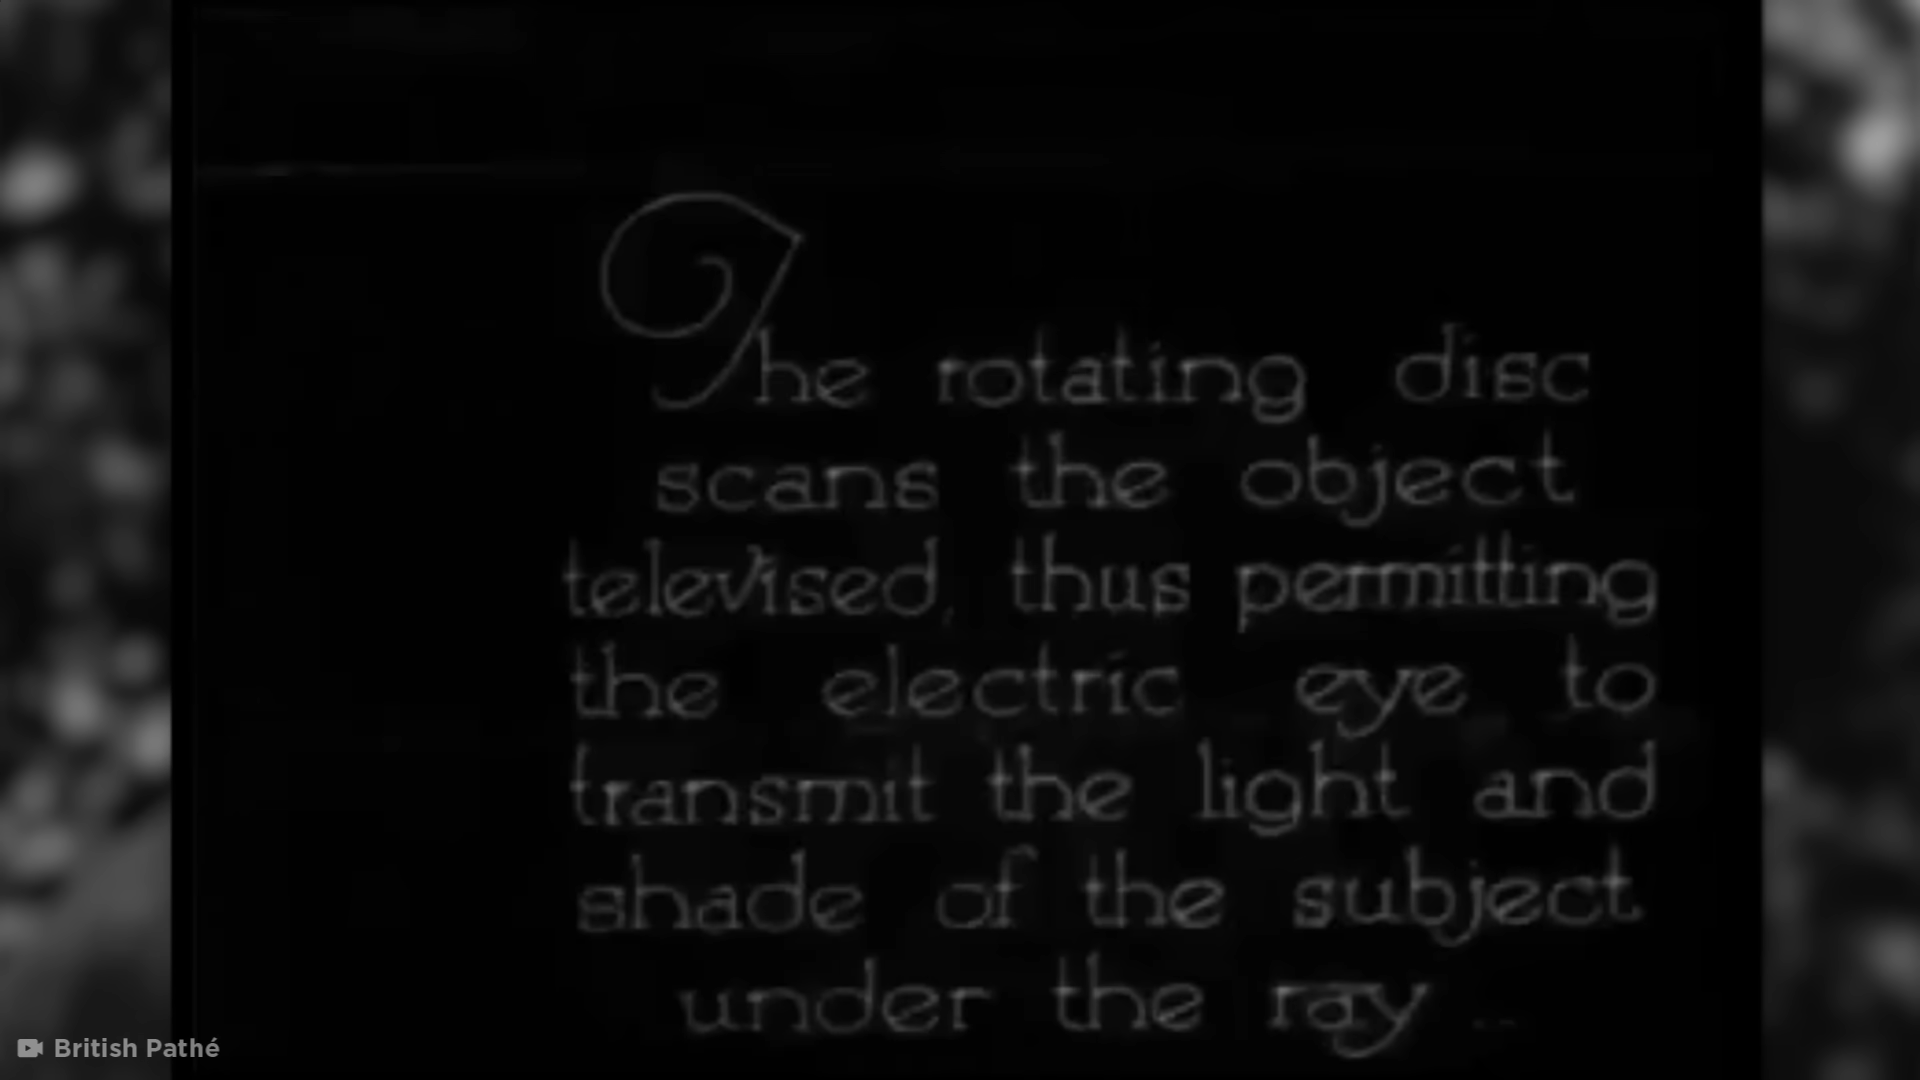 The rotating disc
scans the object
televised, thus permitting
the electric eye to
transmit the light and
shade of the subject
under the ray --
British Pathé